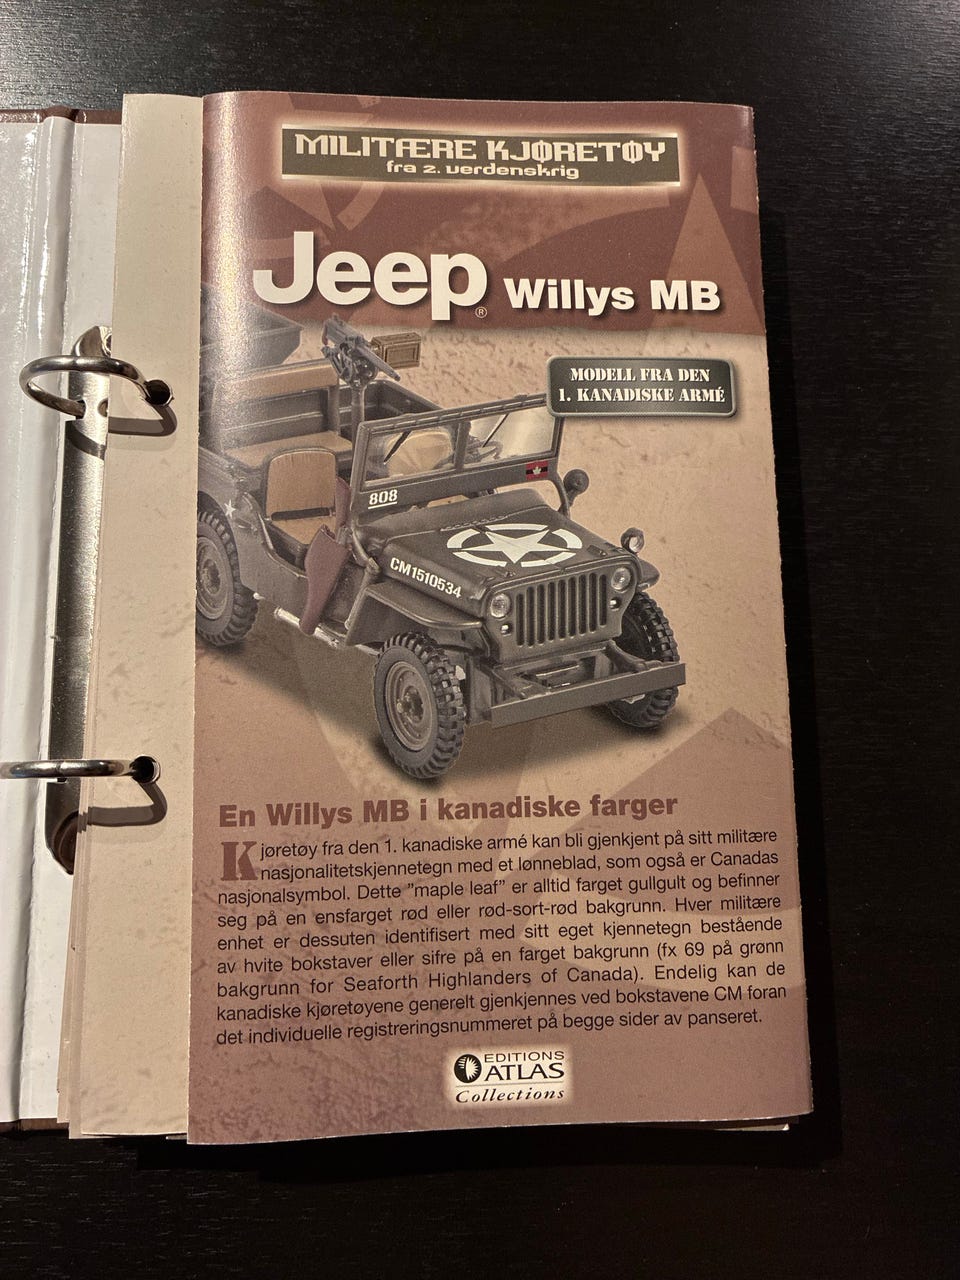 MILITÆRE KJØRETØY
fra 2. verdenskrig
Jeep® Willys MB
MODELL FRA DEN
1. KANADISKE ARMÉ
808
CM1510534
En Willys MB i kanadiske farger
Kjøretøy fra den 1. kanadiske armé kan bli gjenkjent på sitt militære
nasjonalitetskjennetegn med et lønneblad, som også er Canadas
nasjonalsymbol. Dette ”maple leaf” er alltid farget gullgult og befinner
seg på en ensfarget rød eller rød-sort-rød bakgrunn. Hver militære
enhet er dessuten identifisert med sitt eget kjennetegn bestående
av hvite bokstaver eller sifre på en farget bakgrunn (fx 69 på grønn
bakgrunn for Seaforth Highlanders of Canada). Endelig kan de
kanadiske kjøretøyene generelt gjenkjennes ved bokstavene CM foran
det individuelle registreringsnummeret på begge sider av panseret.
EDITIONS
ATLAS
Collections